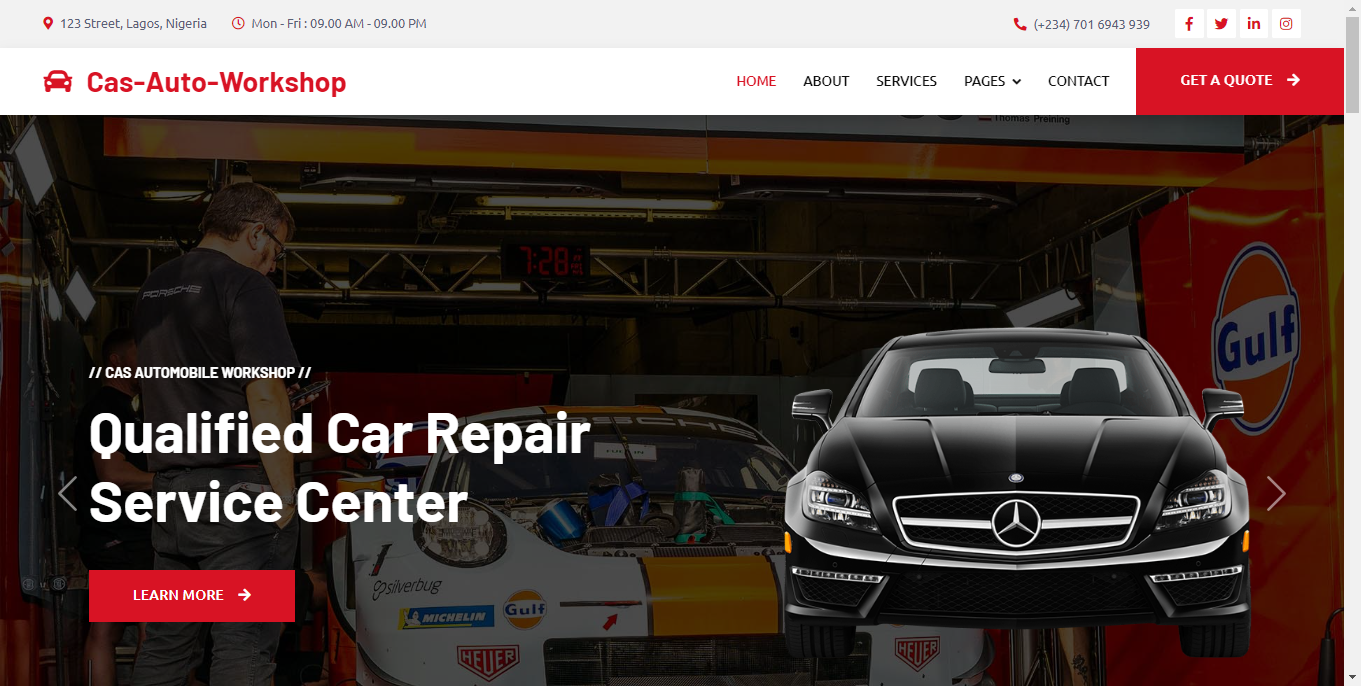 123 Street, Lagos, Nigeria
Mon - Fri : 09.00 AM - 09.00 PM
(+234) 701 6943 939
Cas-Auto-Workshop
HOME
ABOUT
SERVICES
PAGES
CONTACT
GET A QUOTE
Thomas Preining
7:28
PORSCHE
Gulf
// CAS AUTOMOBILE WORKSHOP //
Qualified Car Repair
Service Center
PORSCHE
LEARN MORE
silverbug
MICHELIN
Gulf
HEUER
HEUER